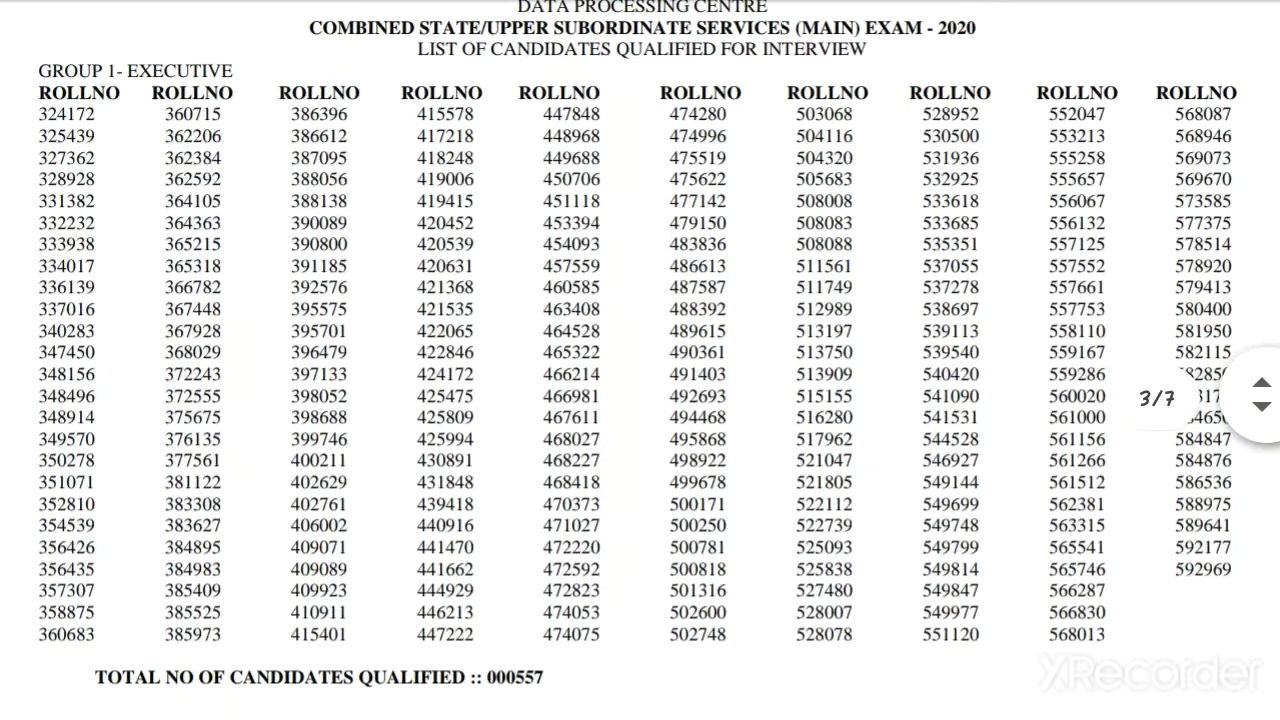 DATA PROCESSING CENTRE
COMBINED STATE/UPPER SUBORDINATE SERVICES (MAIN) EXAM - 2020
LIST OF CANDIDATES QUALIFIED FOR INTERVIEW
GROUP 1- EXECUTIVE
ROLLNO ROLLNO ROLLNO ROLLNO ROLLNO ROLLNO ROLLNO ROLLNO ROLLNO ROLLNO
324172 360715 386396 415578 447848 474280 503068 528952 552047 568087
325439 362206 386612 417218 448968 474996 504116 530500 553213 568946
327362 362384 387095 418248 449688 475519 504320 531936 555258 569073
328928 362592 388056 419006 450706 475622 505683 532925 555657 569670
331382 364105 388138 419415 451118 477142 508008 533618 556067 573585
332232 364363 390089 420452 453394 479150 508083 533685 556132 577375
333938 365215 390800 420539 454093 483836 508088 535351 557125 578514
334017 365318 391185 420631 457559 486613 511561 537055 557552 578920
336139 366782 392576 421368 460585 487587 511749 537278 557661 579413
337016 367448 395575 421535 463408 488392 512989 538697 557753 580400
340283 367928 395701 422065 464528 489615 513197 539113 558110 581950
347450 368029 396479 422846 465322 490361 513750 539540 559167 582115
348156 372243 397133 424172 466214 491403 513909 540420 559286
348496 372555 398052 425475 466981 492693 515155 541090 560020 3/7
348914 375675 398688 425809 467611 494468 516280 541531 561000
349570 376135 399746 425994 468027 495868 517962 544528 561156 584847
350278 377561 400211 430891 468227 498922 521047 546927 561266 584876
351071 381122 402629 431848 468418 499678 521805 549144 561512 586536
352810 383308 402761 439418 470373 500171 522112 549699 562381 588975
354539 383627 406002 440916 471027 500250 522739 549748 563315 589641
356426 384895 409071 441470 472220 500781 525093 549799 565541 592177
356435 384983 409089 441662 472592 500818 525838 549814 565746 592969
357307 385409 409923 444929 472823 501316 527480 549847 566287
358875 385525 410911 446213 474053 502600 528007 549977 566830
360683 385973 415401 447222 474075 502748 528078 551120 568013
TOTAL NO OF CANDIDATES QUALIFIED :: 000557
XRecorder